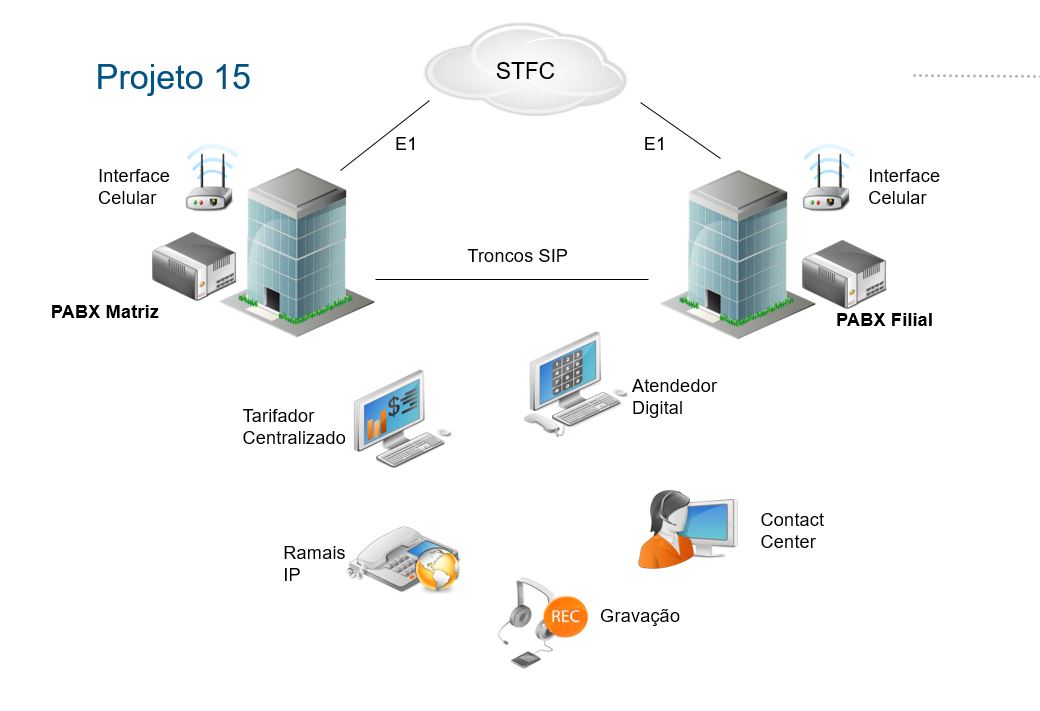 Projeto 15
STFC
E1
E1
Interface
Celular
Interface
Celular
Troncos SIP
PABX Matriz
PABX Filial
Atendedor
Digital
Tarifador
Centralizado
Contact
Center
Ramais
IP
REC
Gravação